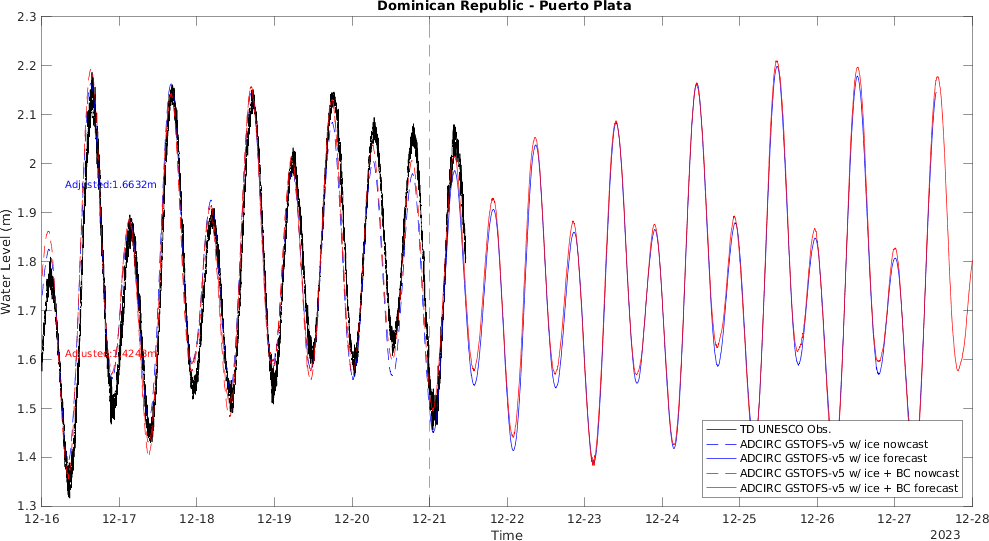 Dominican Republic - Puerto Plata
2.3
2.2
2.1
2
1.9
1.8
1.7
1.6
1.5
1.4
1.3
Water Level (m)
Adjusted:1.6632m
Adjusted:1.4243m
TD UNESCO Obs.
ADCIRC GSTOFS-v5 w/ ice nowcast
ADCIRC GSTOFS-v5 w/ ice forecast
ADCIRC GSTOFS-v5 w/ ice + BC nowcast
ADCIRC GSTOFS-v5 w/ ice + BC forecast
12-16 12-17 12-18 12-19 12-20 12-21 12-22 12-23 12-24 12-25 12-26 12-27 12-28
Time
2023